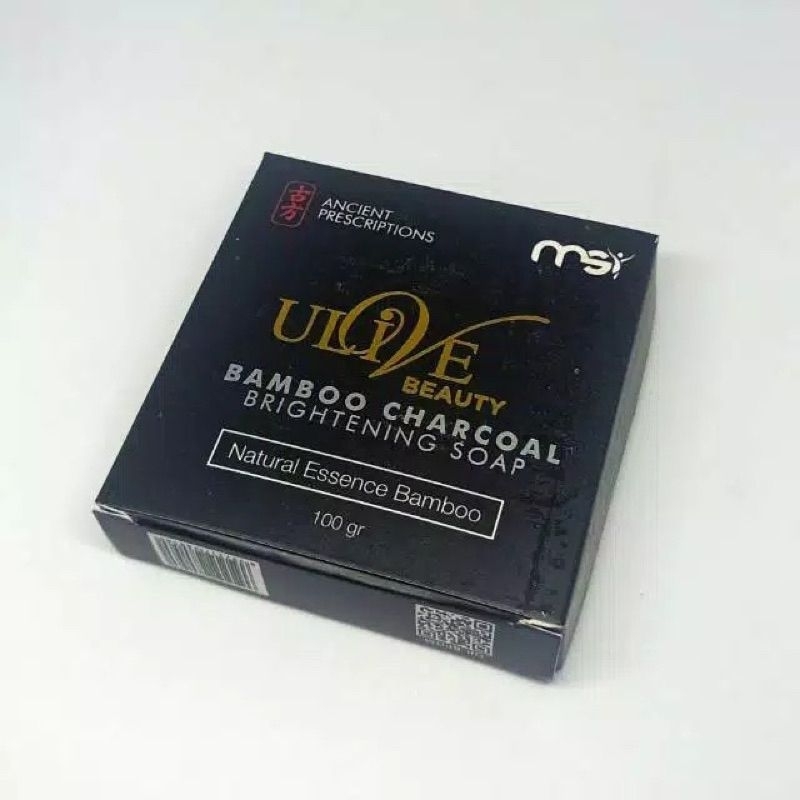 古方
ANCIENT
PRESCRIPTIONS
msi
ULIVE
BEAUTY
BAMBOO CHARCOAL
BRIGHTENING SOAP
Natural Essence Bamboo
100 gr